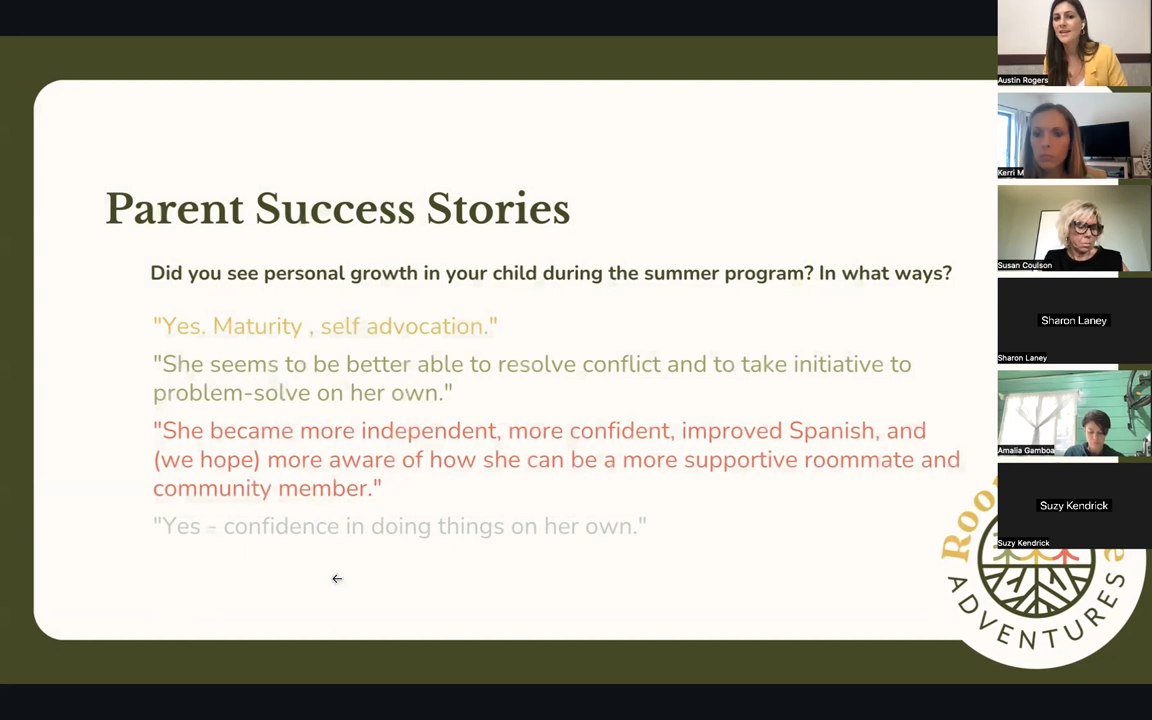 Parent Success Stories
Did you see personal growth in your child during the summer program? In what ways?
"Yes. Maturity , self advocation."
"She seems to be better able to resolve conflict and to take initiative to
problem-solve on her own."
"She became more independent, more confident, improved Spanish, and
(we hope) more aware of how she can be a more supportive roommate and
community member."
"Yes - confidence in doing things on her own."
Austin Rogers
Kerri M
Susan Coulson
Sharon Laney
Sharon Laney
Amalia Gamboa
Suzy Kendrick
Suzy Kendrick
ADVENTURES